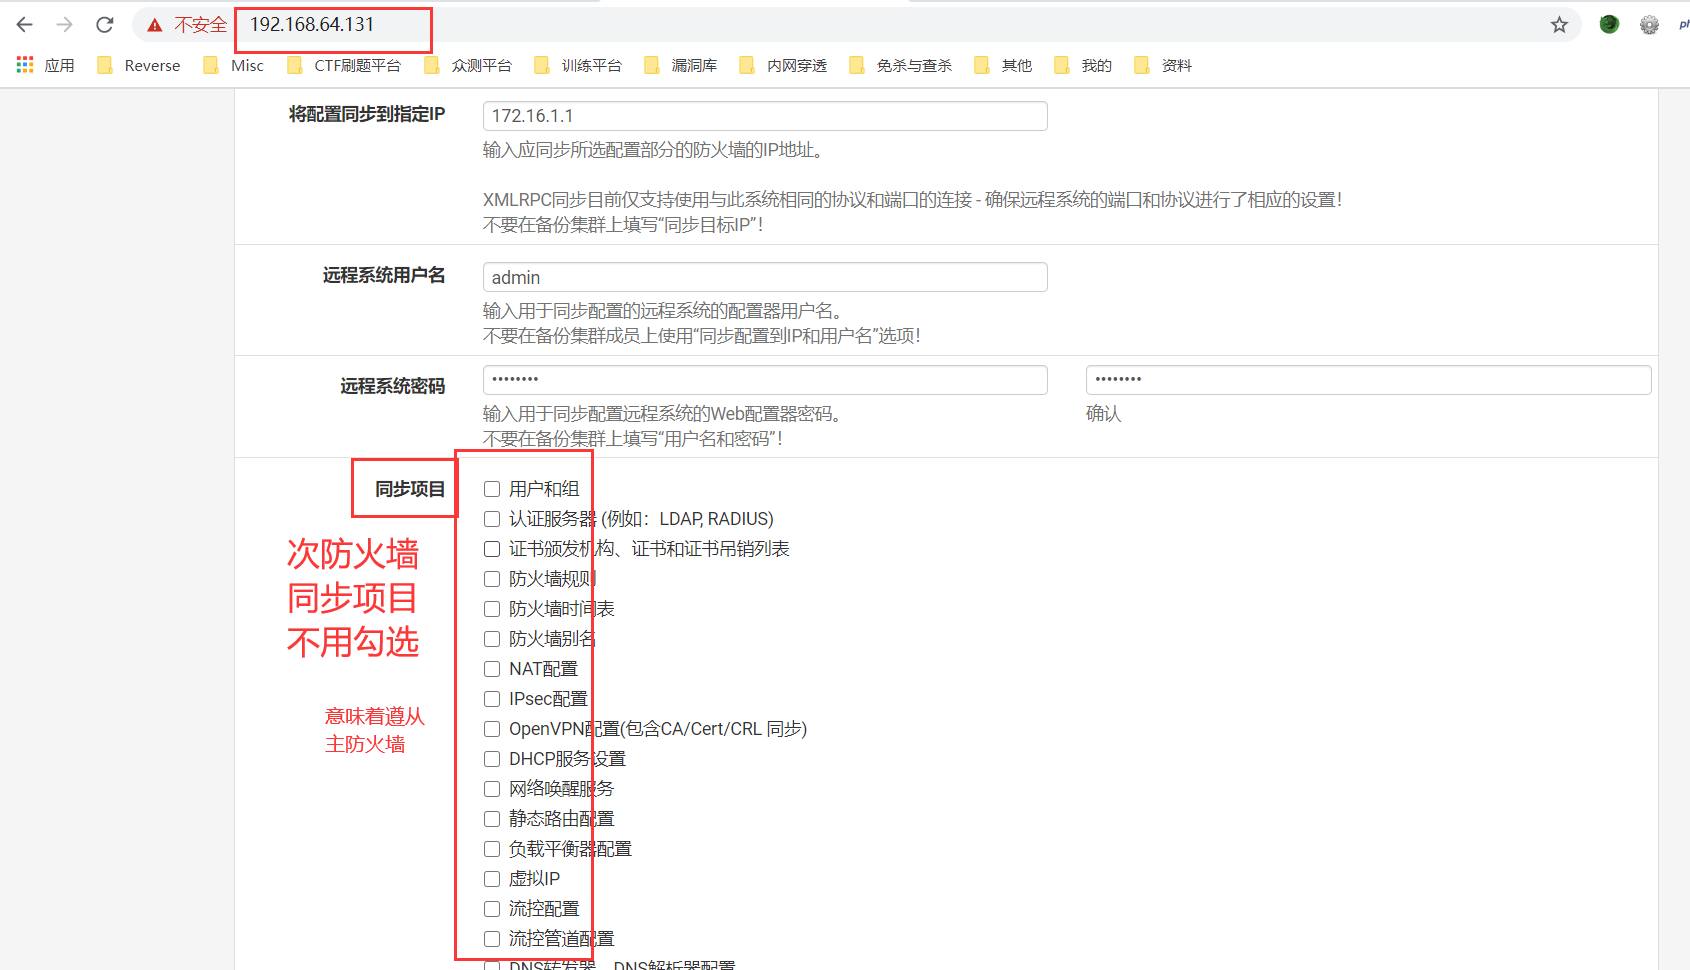 不安全 192.168.64.131
应用 Reverse Misc CTF刷题平台 众测平台 训练平台 漏洞库 内网穿透 免杀与查杀 其他 我的 资料
将配置同步到指定IP 172.16.1.1
输入应同步所选配置部分的防火墙的IP地址。
XMLRPC同步目前仅支持使用与此系统相同的协议和端口的连接 - 确保远程系统的端口和协议进行了相应的设置！
不要在备份集群上填写“同步目标IP”！
远程系统用户名 admin
输入用于同步配置的远程系统的配置器用户名。
不要在备份集群成员上使用“同步配置到IP和用户名”选项！
远程系统密码 •••••••• ••••••••
输入用于同步配置远程系统的Web配置器密码。 确认
不要在备份集群上填写“用户名和密码”！
同步项目 用户和组
认证服务器 (例如：LDAP, RADIUS)
证书颁发机构、证书和证书吊销列表
防火墙规则
防火墙时间表
防火墙别名
NAT配置
IPsec配置
OpenVPN配置(包含CA/Cert/CRL 同步)
DHCP服务设置
网络唤醒服务
静态路由配置
负载平衡器配置
虚拟IP
流控配置
流控管道配置
DNS转发器、DNS解析器配置
次防火墙
同步项目
不用勾选
意味着遵从
主防火墙